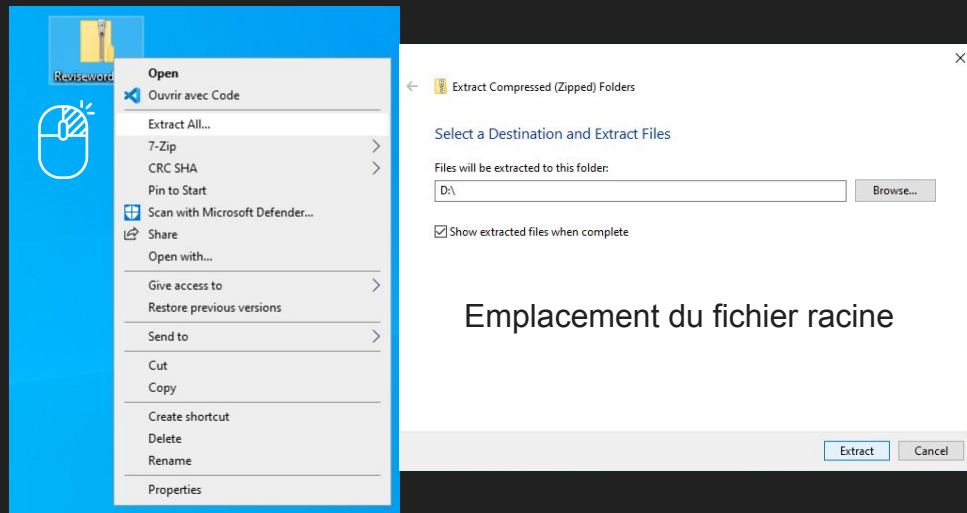 Reviseword
Open
Ouvrir avec Code
Extract All...
7-Zip
CRC SHA
Pin to Start
Scan with Microsoft Defender...
Share
Open with...
Give access to
Restore previous versions
Send to
Cut
Copy
Create shortcut
Delete
Rename
Properties
Extract Compressed (Zipped) Folders
Select a Destination and Extract Files
Files will be extracted to this folder:
D:\
Browse...
Show extracted files when complete
Emplacement du fichier racine
Extract
Cancel